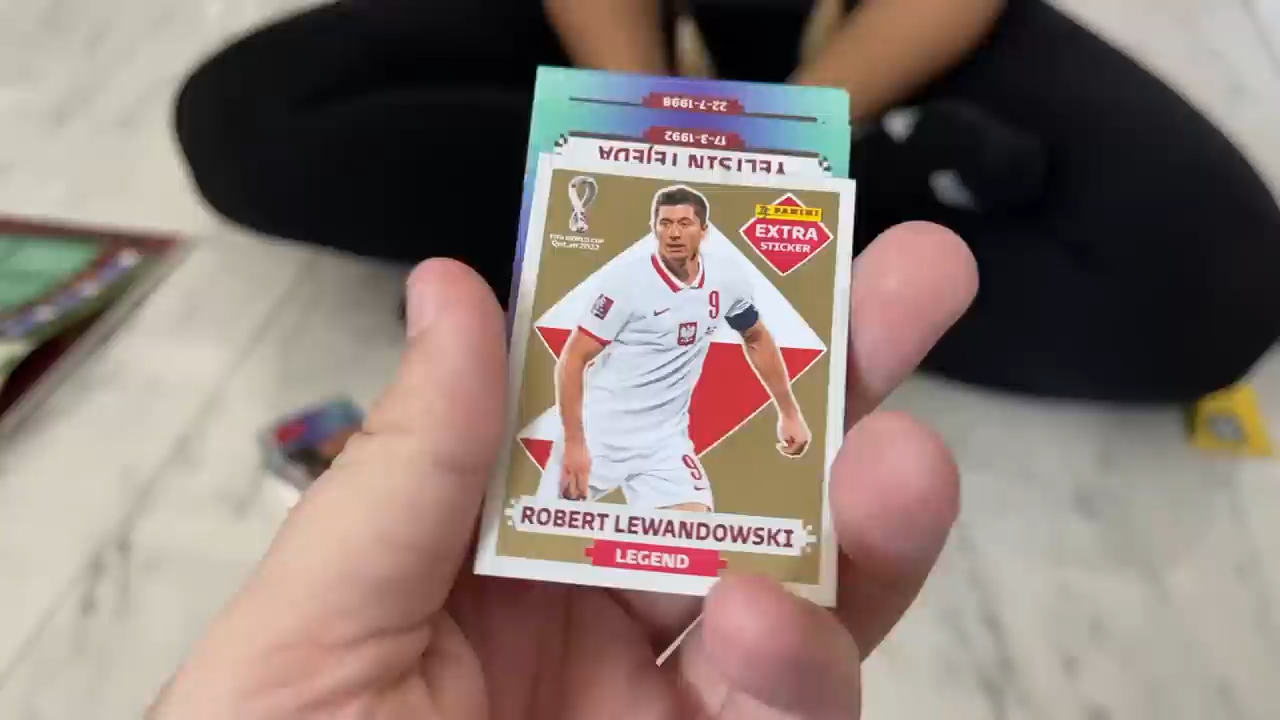 22-7-1998
17-3-1992
YELTSIN TEJEDA
FIFA WORLD CUP
Qatar2022
PANINI
EXTRA
STICKER
9
9
ROBERT LEWANDOWSKI
LEGEND